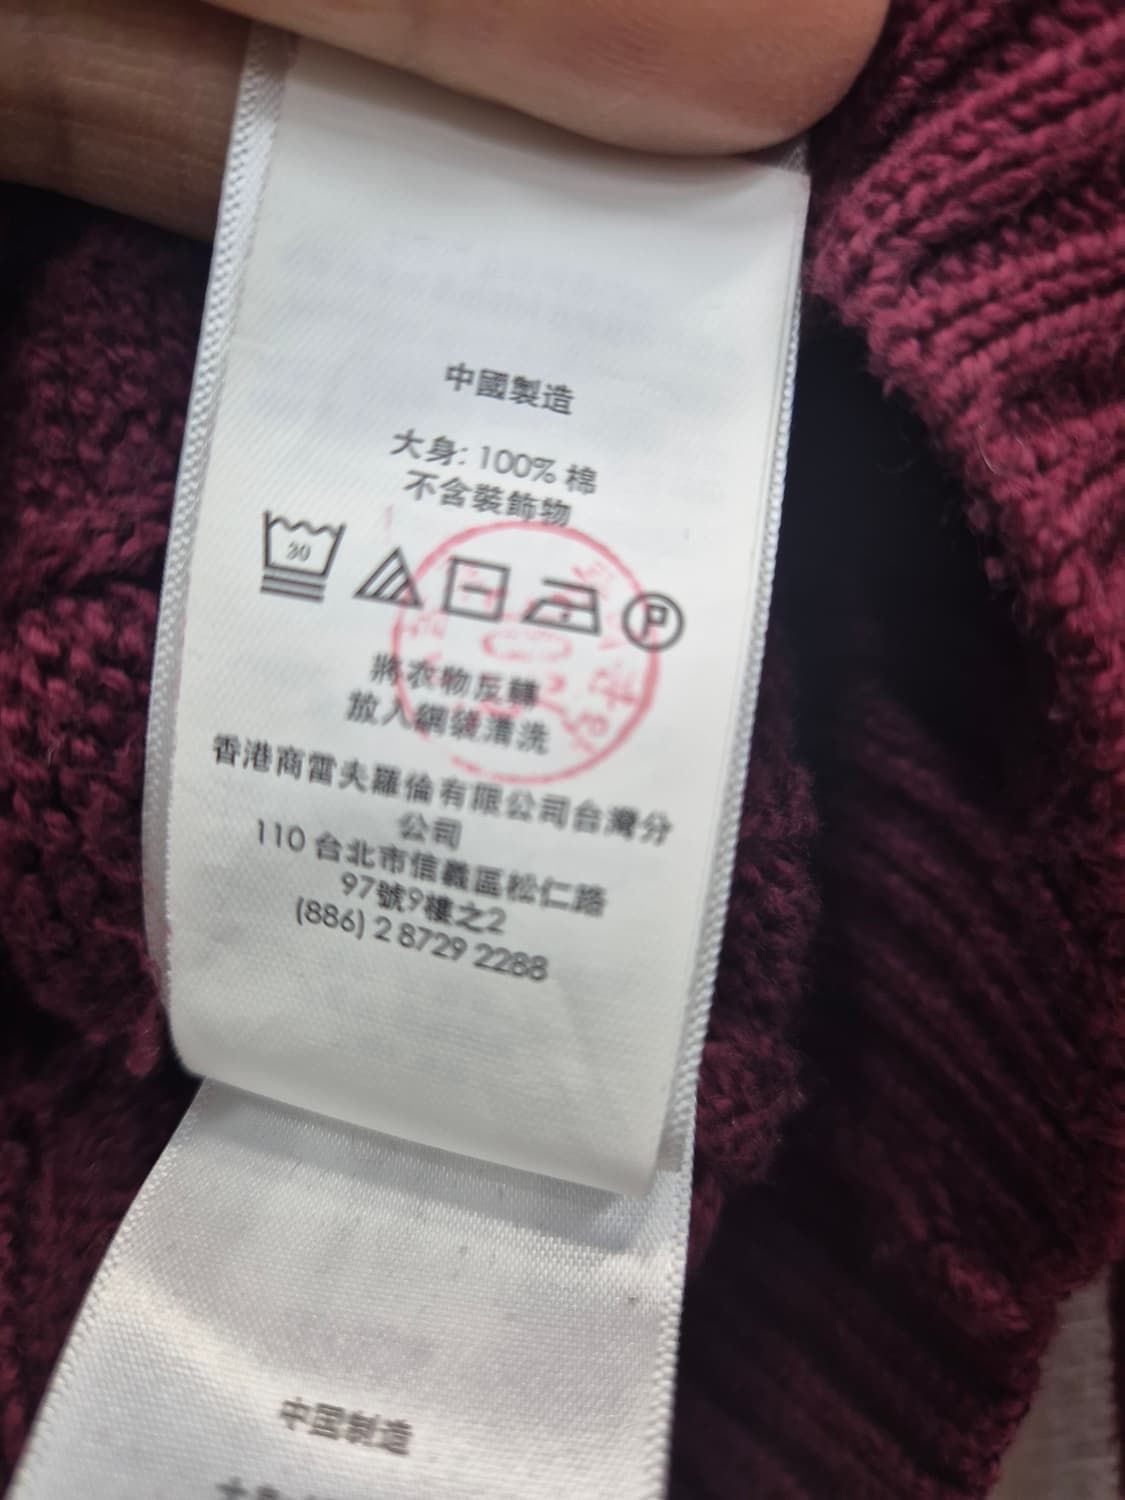 中國製造
大身: 100% 棉
不含裝飾物
30
P
將衣物反轉
放入網袋清洗
香港商雷夫羅倫有限公司台灣分
公司
110 台北市信義區松仁路
97號9樓之2
(886) 2 8729 2288
中国制造